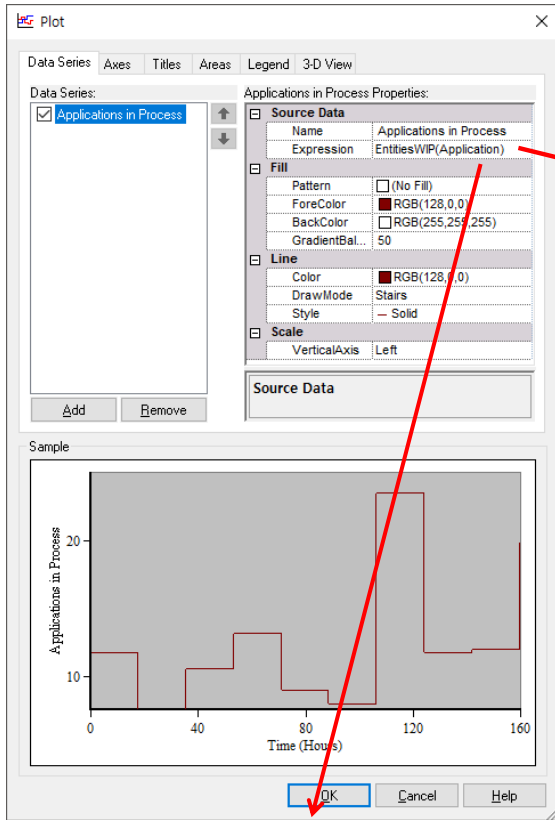 Plot
Data Series Axes Titles Areas Legend 3-D View
Data Series:
Applications in Process
Add Remove
Applications in Process Properties:
Source Data
Name Applications in Process
Expression EntitiesWIP(Application)
Fill
Pattern (No Fill)
ForeColor RGB(128,0,0)
BackColor RGB(255,255,255)
GradientBal... 50
Line
Color RGB(128,0,0)
DrawMode Stairs
Style Solid
Scale
VerticalAxis Left
Source Data
Sample
Applications in Process
20
10
0 40 80 120 160
Time (Hours)
OK Cancel Help